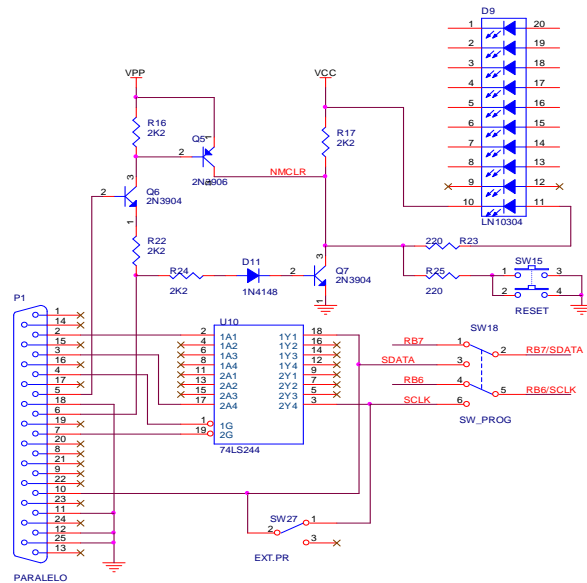 D9
1 20
2 19
3 18
4 17
5 16
6 15
7 14
8 13
9 12
10 11
LN10304
VPP
VCC
R16
2K2
Q5
1
2
3
2N3906
R17
2K2
NMCLR
Q6
3
2
1
2N3904
R22
2K2
R24
2K2
D11
1N4148
Q7
3
2
1
2N3904
220 R23
R25
220
SW15
1 3
2 4
RESET
P1
1
14
2
15
3
16
4
17
5
18
6
19
7
20
8
21
9
22
10
23
11
24
12
25
13
PARALELO
U10
2 1A1 1Y1 18
4 1A2 1Y2 16
6 1A3 1Y3 14
8 1A4 1Y4 12
11 2A1 2Y1 9
13 2A2 2Y2 7
15 2A3 2Y3 5
17 2A4 2Y4 3
1 1G
19 2G
74LS244
SW18
RB7 1
2 RB7/SDATA
SDATA 3
RB6 4
5 RB6/SCLK
SCLK 6
SW_PROG
SW27
1
2
3
EXT.PR